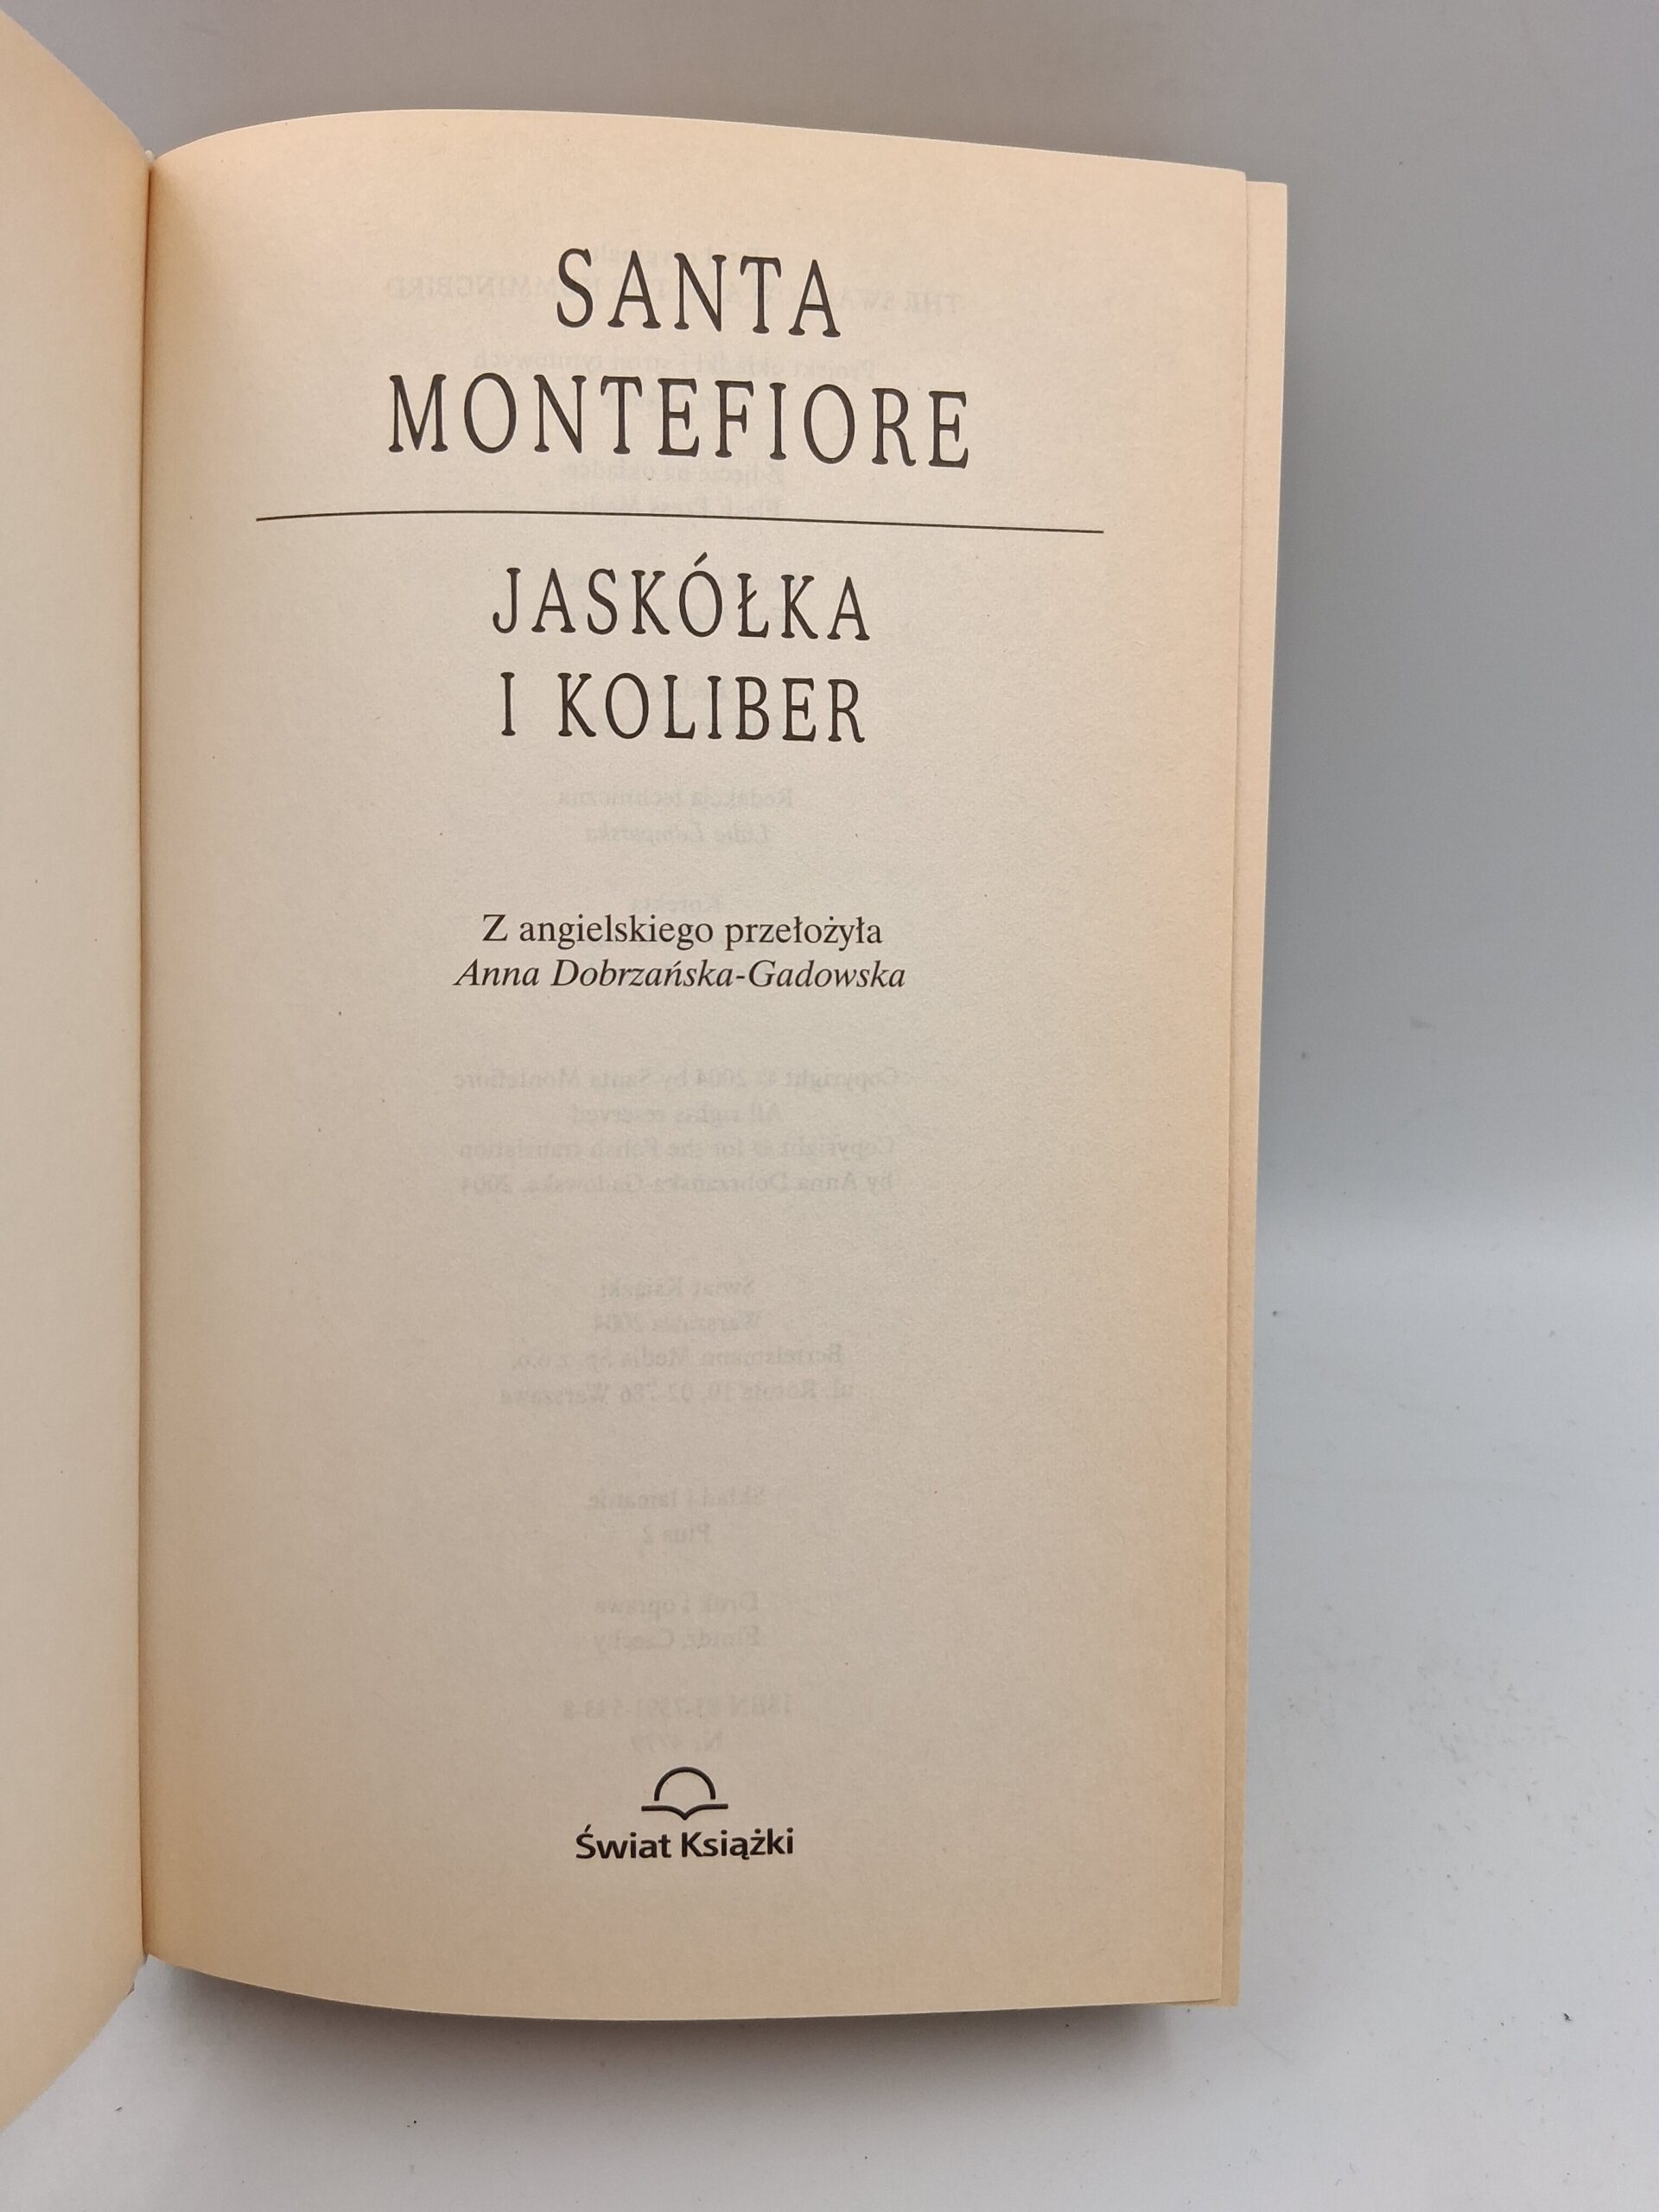 SANTA
MONTEFIORE
JASKÓŁKA
I KOLIBER
Z angielskiego przełożyła
Anna Dobrzańska-Gadowska
Świat Książki